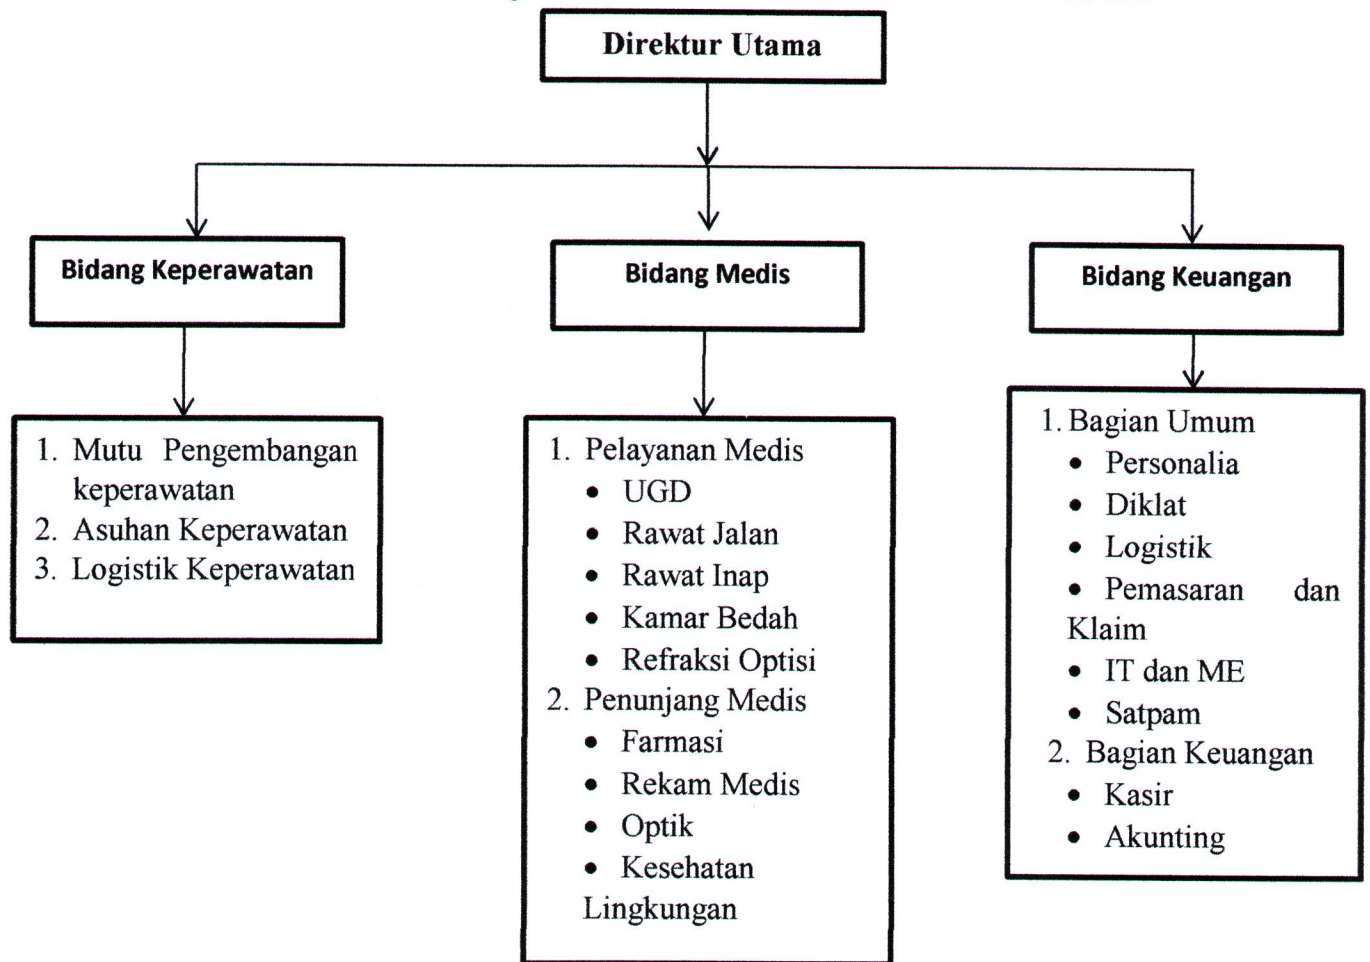 Direktur Utama
Bidang Keperawatan
Bidang Medis
Bidang Keuangan
1. Mutu Pengembangan
keperawatan
2. Asuhan Keperawatan
3. Logistik Keperawatan
1. Pelayanan Medis
• UGD
• Rawat Jalan
• Rawat Inap
• Kamar Bedah
• Refraksi Optisi
2. Penunjang Medis
• Farmasi
• Rekam Medis
• Optik
• Kesehatan
Lingkungan
1. Bagian Umum
• Personalia
• Diklat
• Logistik
• Pemasaran dan
Klaim
• IT dan ME
• Satpam
2. Bagian Keuangan
• Kasir
• Akunting